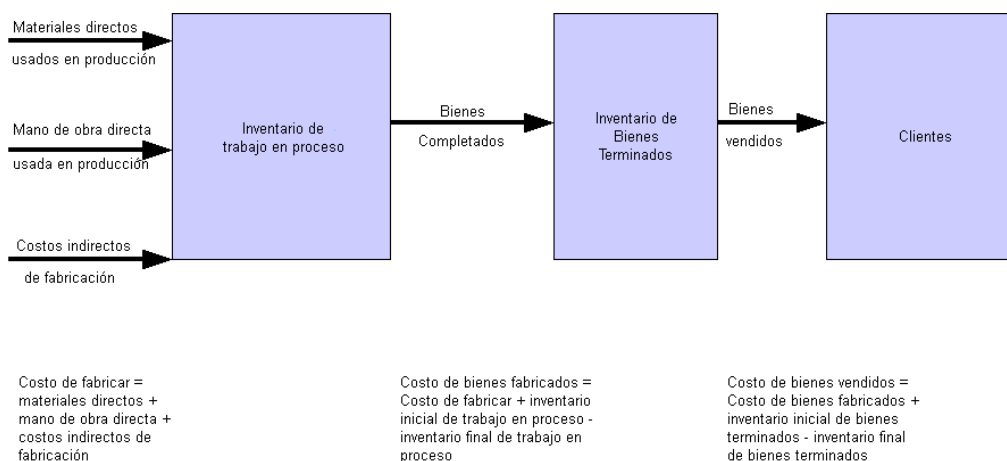 Materiales directos
usados en producción
Mano de obra directa
usada en producción
Costos indirectos
de fabricación
Inventario de
trabajo en proceso
Bienes
Completados
Inventario de
Bienes
Terminados
Bienes
vendidos
Clientes
Costo de fabricar =
materiales directos +
mano de obra directa +
costos indirectos de
fabricación
Costo de bienes fabricados =
Costo de fabricar + inventario
inicial de trabajo en proceso -
inventario final de trabajo en
proceso
Costo de bienes vendidos =
Costo de bienes fabricados +
inventario inicial de bienes
terminados - inventario final
de bienes terminados